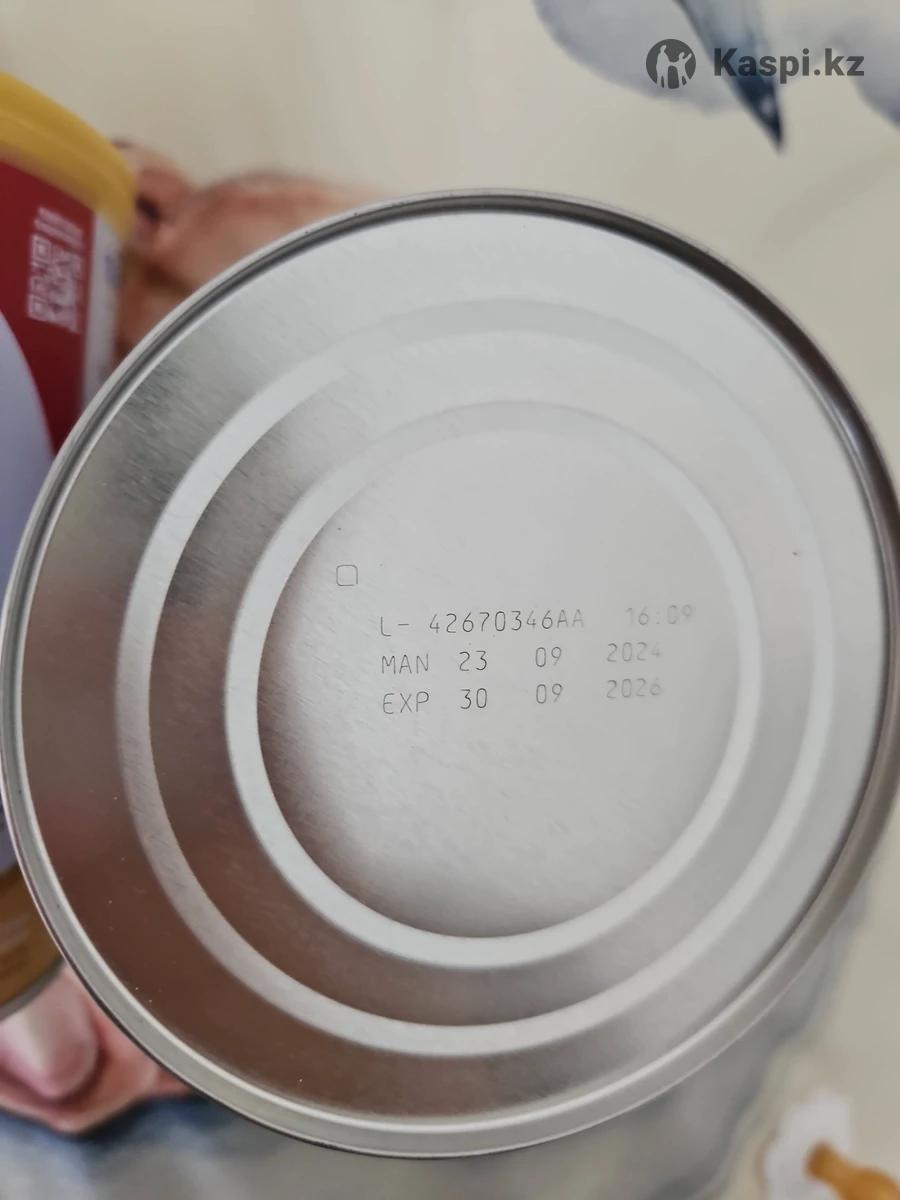 Kaspi.kz
L- 42670346AA 16:09
MAN 23 09 2024
EXP 30 09 2026